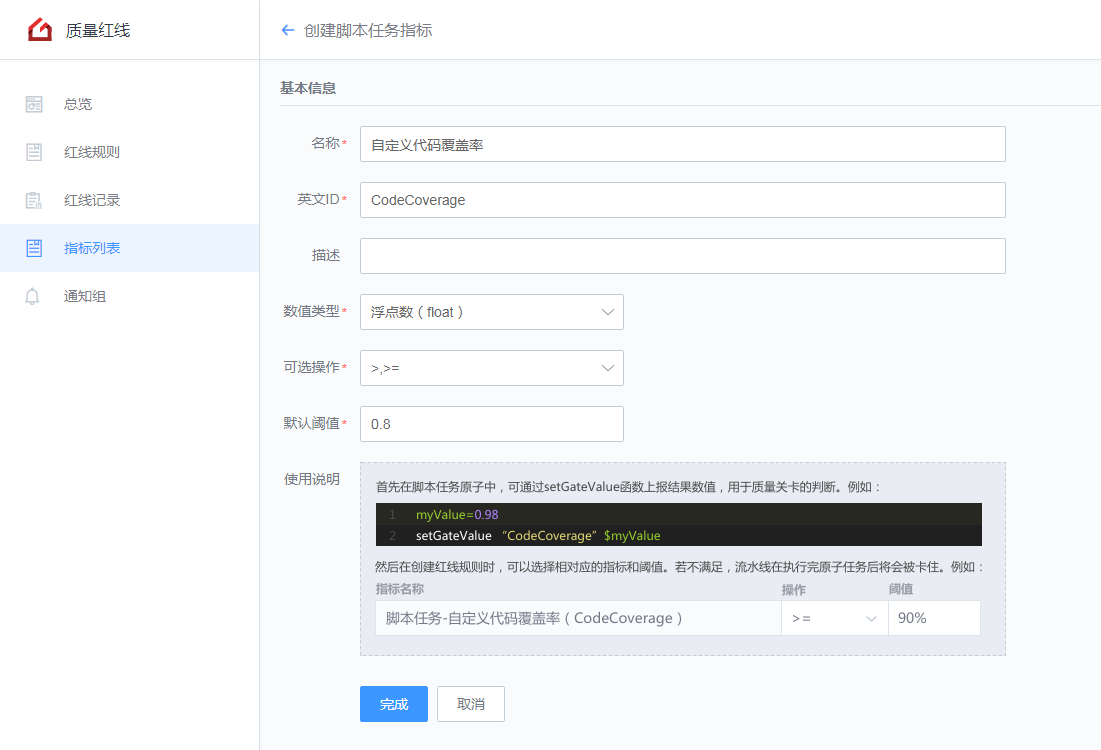 质量红线
创建脚本任务指标
总览
红线规则
红线记录
指标列表
通知组
基本信息
名称* 自定义代码覆盖率
英文ID* CodeCoverage
描述
数值类型* 浮点数（float）
可选操作* >,>=
默认阈值* 0.8
使用说明
首先在脚本任务原子中，可通过setGateValue函数上报结果数值，用于质量关卡的判断。例如：
1 myValue=0.98
2 setGateValue “CodeCoverage” $myValue
然后在创建红线规则时，可以选择相对应的指标和阈值。若不满足，流水线在执行完原子任务后将会被卡住。例如：
指标名称 操作 阈值
脚本任务-自定义代码覆盖率（CodeCoverage） >= 90%
完成 取消